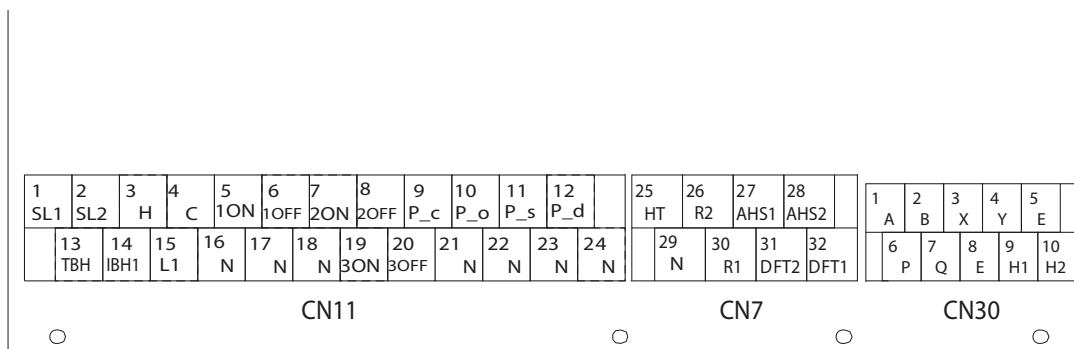 1 2 3 4 5 6 7 8 9 10 11 12
SL1 SL2 H C 1ON 1OFF 2ON 2OFF P_c P_o P_s P_d
13 14 15 16 17 18 19 20 21 22 23 24
TBH IBH1 L1 N N N 3ON 3OFF N N N N
CN11
25 26 27 28
HT R2 AHS1 AHS2
29 30 31 32
N R1 DFT2 DFT1
CN7
1 2 3 4 5
A B X Y E
6 7 8 9 10
P Q E H1 H2
CN30